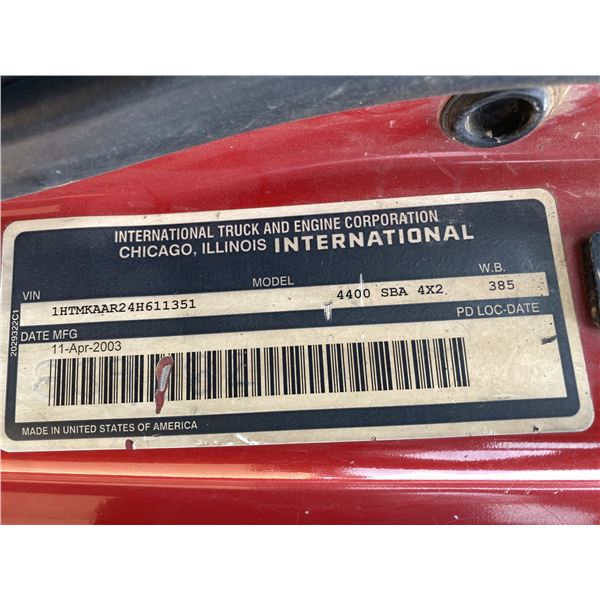 INTERNATIONAL TRUCK AND ENGINE CORPORATION
CHICAGO, ILLINOIS INTERNATIONAL
VIN MODEL W.B.
1HTMKAAR24H611351 4400 SBA 4X2 385
DATE MFG PD LOC-DATE
11-Apr-2003
MADE IN UNITED STATES OF AMERICA
2029322C1